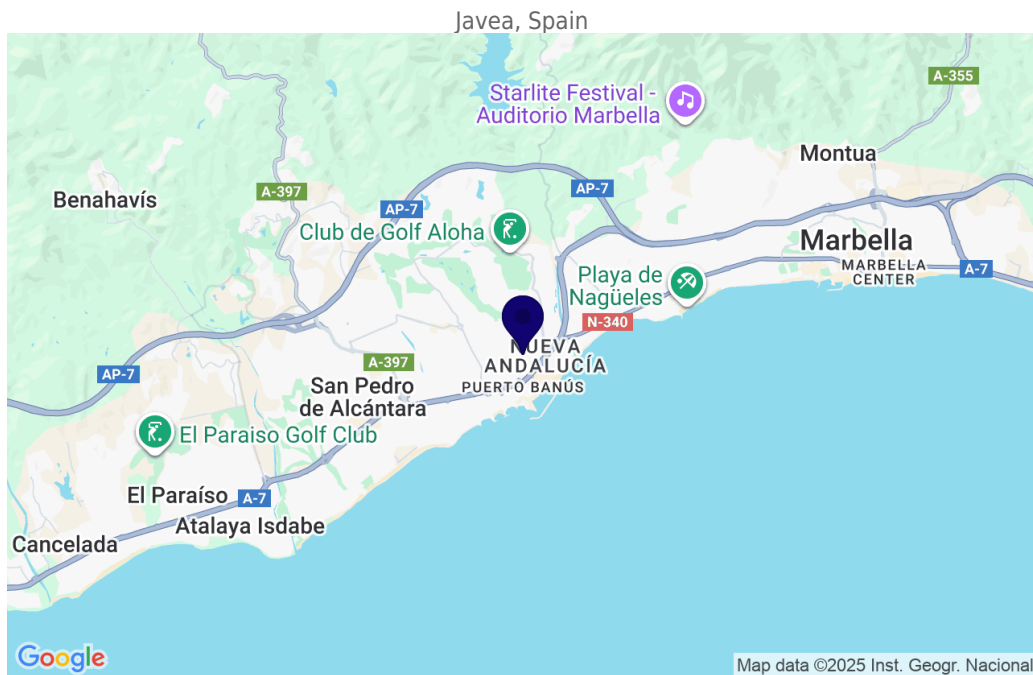 Javea, Spain
A-355
Starlite Festival -
Auditorio Marbella
Montua
A-397
AP-7
Benahavís
AP-7
Club de Golf Aloha
Marbella
MARBELLA
CENTER
A-7
Playa de
Nagüeles
N-340
NUEVA
ANDALUCÍA
A-397
AP-7
PUERTO BANÚS
San Pedro
de Alcántara
El Paraiso Golf Club
El Paraíso
A-7
Atalaya Isdabe
Cancelada
Google
Map data ©2025 Inst. Geogr. Nacional